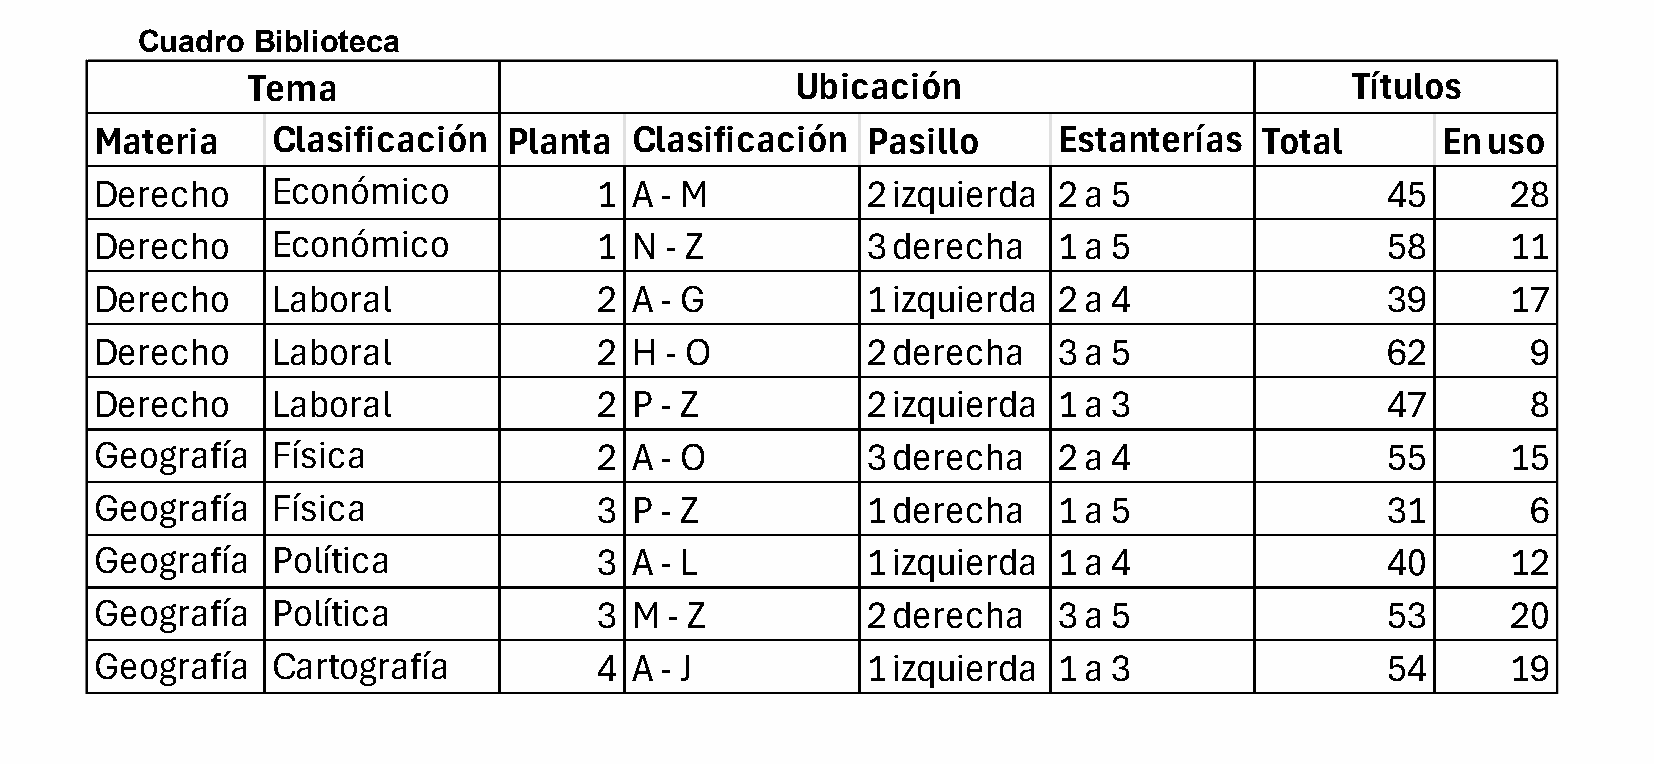 Cuadro Biblioteca
Tema Ubicación Títulos
Materia Clasificación Planta Clasificación Pasillo Estanterías Total En uso
Derecho Económico 1 A - M 2 izquierda 2 a 5 45 28
Derecho Económico 1 N - Z 3 derecha 1 a 5 58 11
Derecho Laboral 2 A - G 1 izquierda 2 a 4 39 17
Derecho Laboral 2 H - O 2 derecha 3 a 5 62 9
Derecho Laboral 2 P - Z 2 izquierda 1 a 3 47 8
Geografía Física 2 A - O 3 derecha 2 a 4 55 15
Geografía Física 3 P - Z 1 derecha 1 a 5 31 6
Geografía Política 3 A - L 1 izquierda 1 a 4 40 12
Geografía Política 3 M - Z 2 derecha 3 a 5 53 20
Geografía Cartografía 4 A - J 1 izquierda 1 a 3 54 19